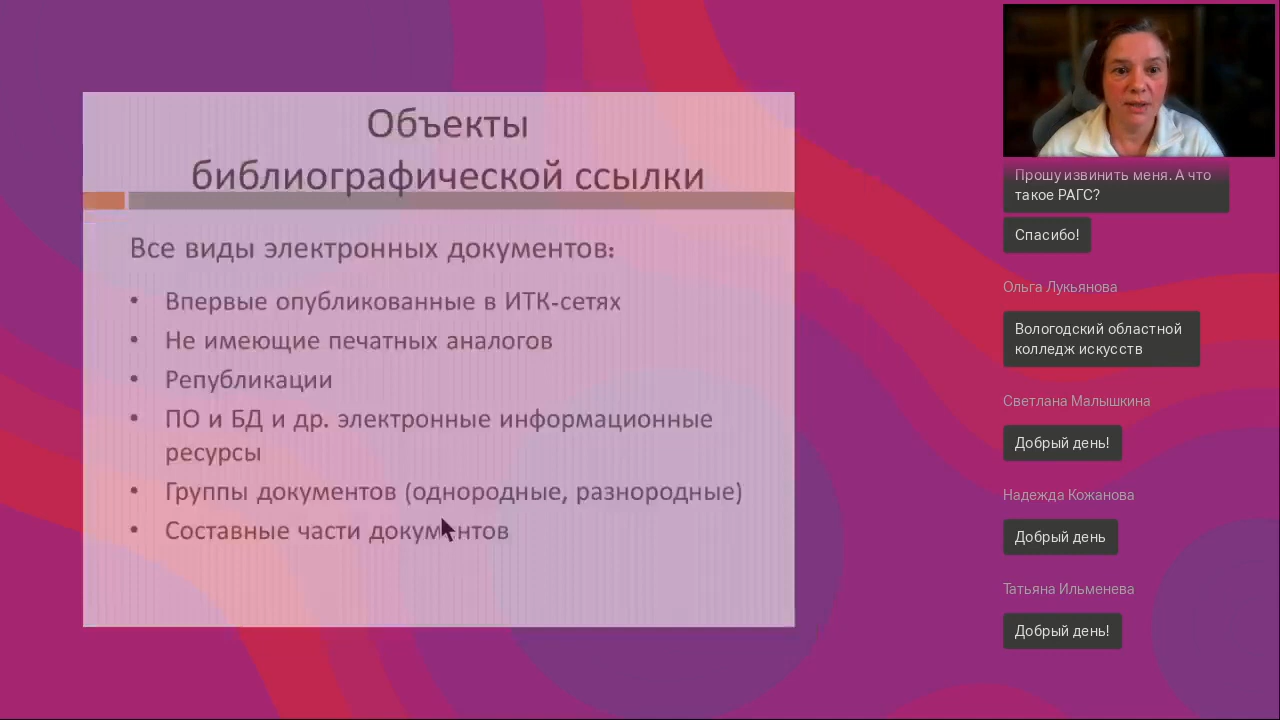 Объекты
библиографической ссылки
Все виды электронных документов:
• Впервые опубликованные в ИТК-сетях
• Не имеющие печатных аналогов
• Републикации
• ПО и БД и др. электронные информационные
ресурсы
• Группы документов (однородные, разнородные)
• Составные части документов
Прошу извинить меня. А что
такое РАГС?
Спасибо!
Ольга Лукьянова
Вологодский областной
колледж искусств
Светлана Малышкина
Добрый день!
Надежда Кожанова
Добрый день
Татьяна Ильменева
Добрый день!